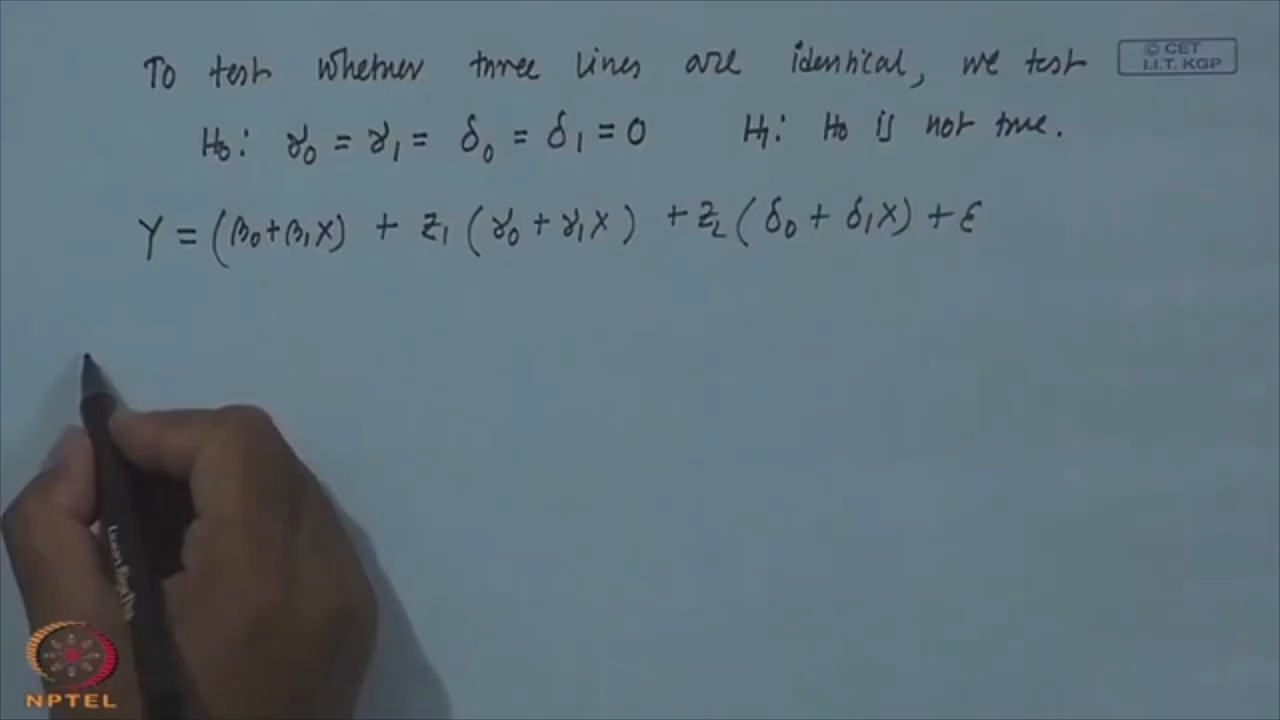 To test whether three lines are identical, we test
© CET
I.I.T. KGP
H₀: γ₀ = γ₁ = δ₀ = δ₁ = 0 H₁: H₀ is not true.
Y = (β₀+β₁X) + Z₁ (γ₀ + γ₁X) + Z₂ (δ₀ + δ₁X) + ε
NPTEL